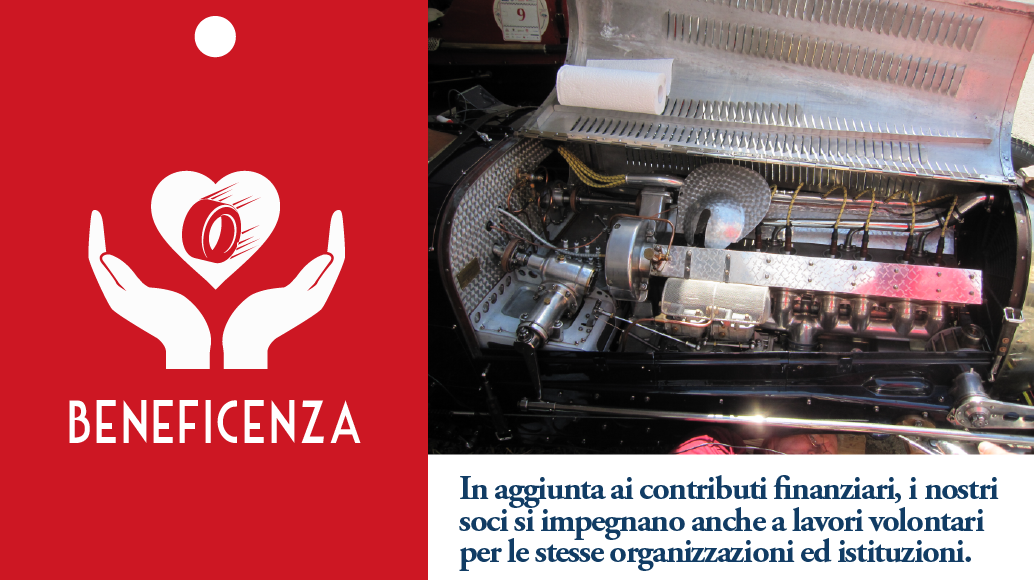 9
BENEFICENZA
In aggiunta ai contributi finanziari, i nostri
soci si impegnano anche a lavori volontari
per le stesse organizzazioni ed istituzioni.